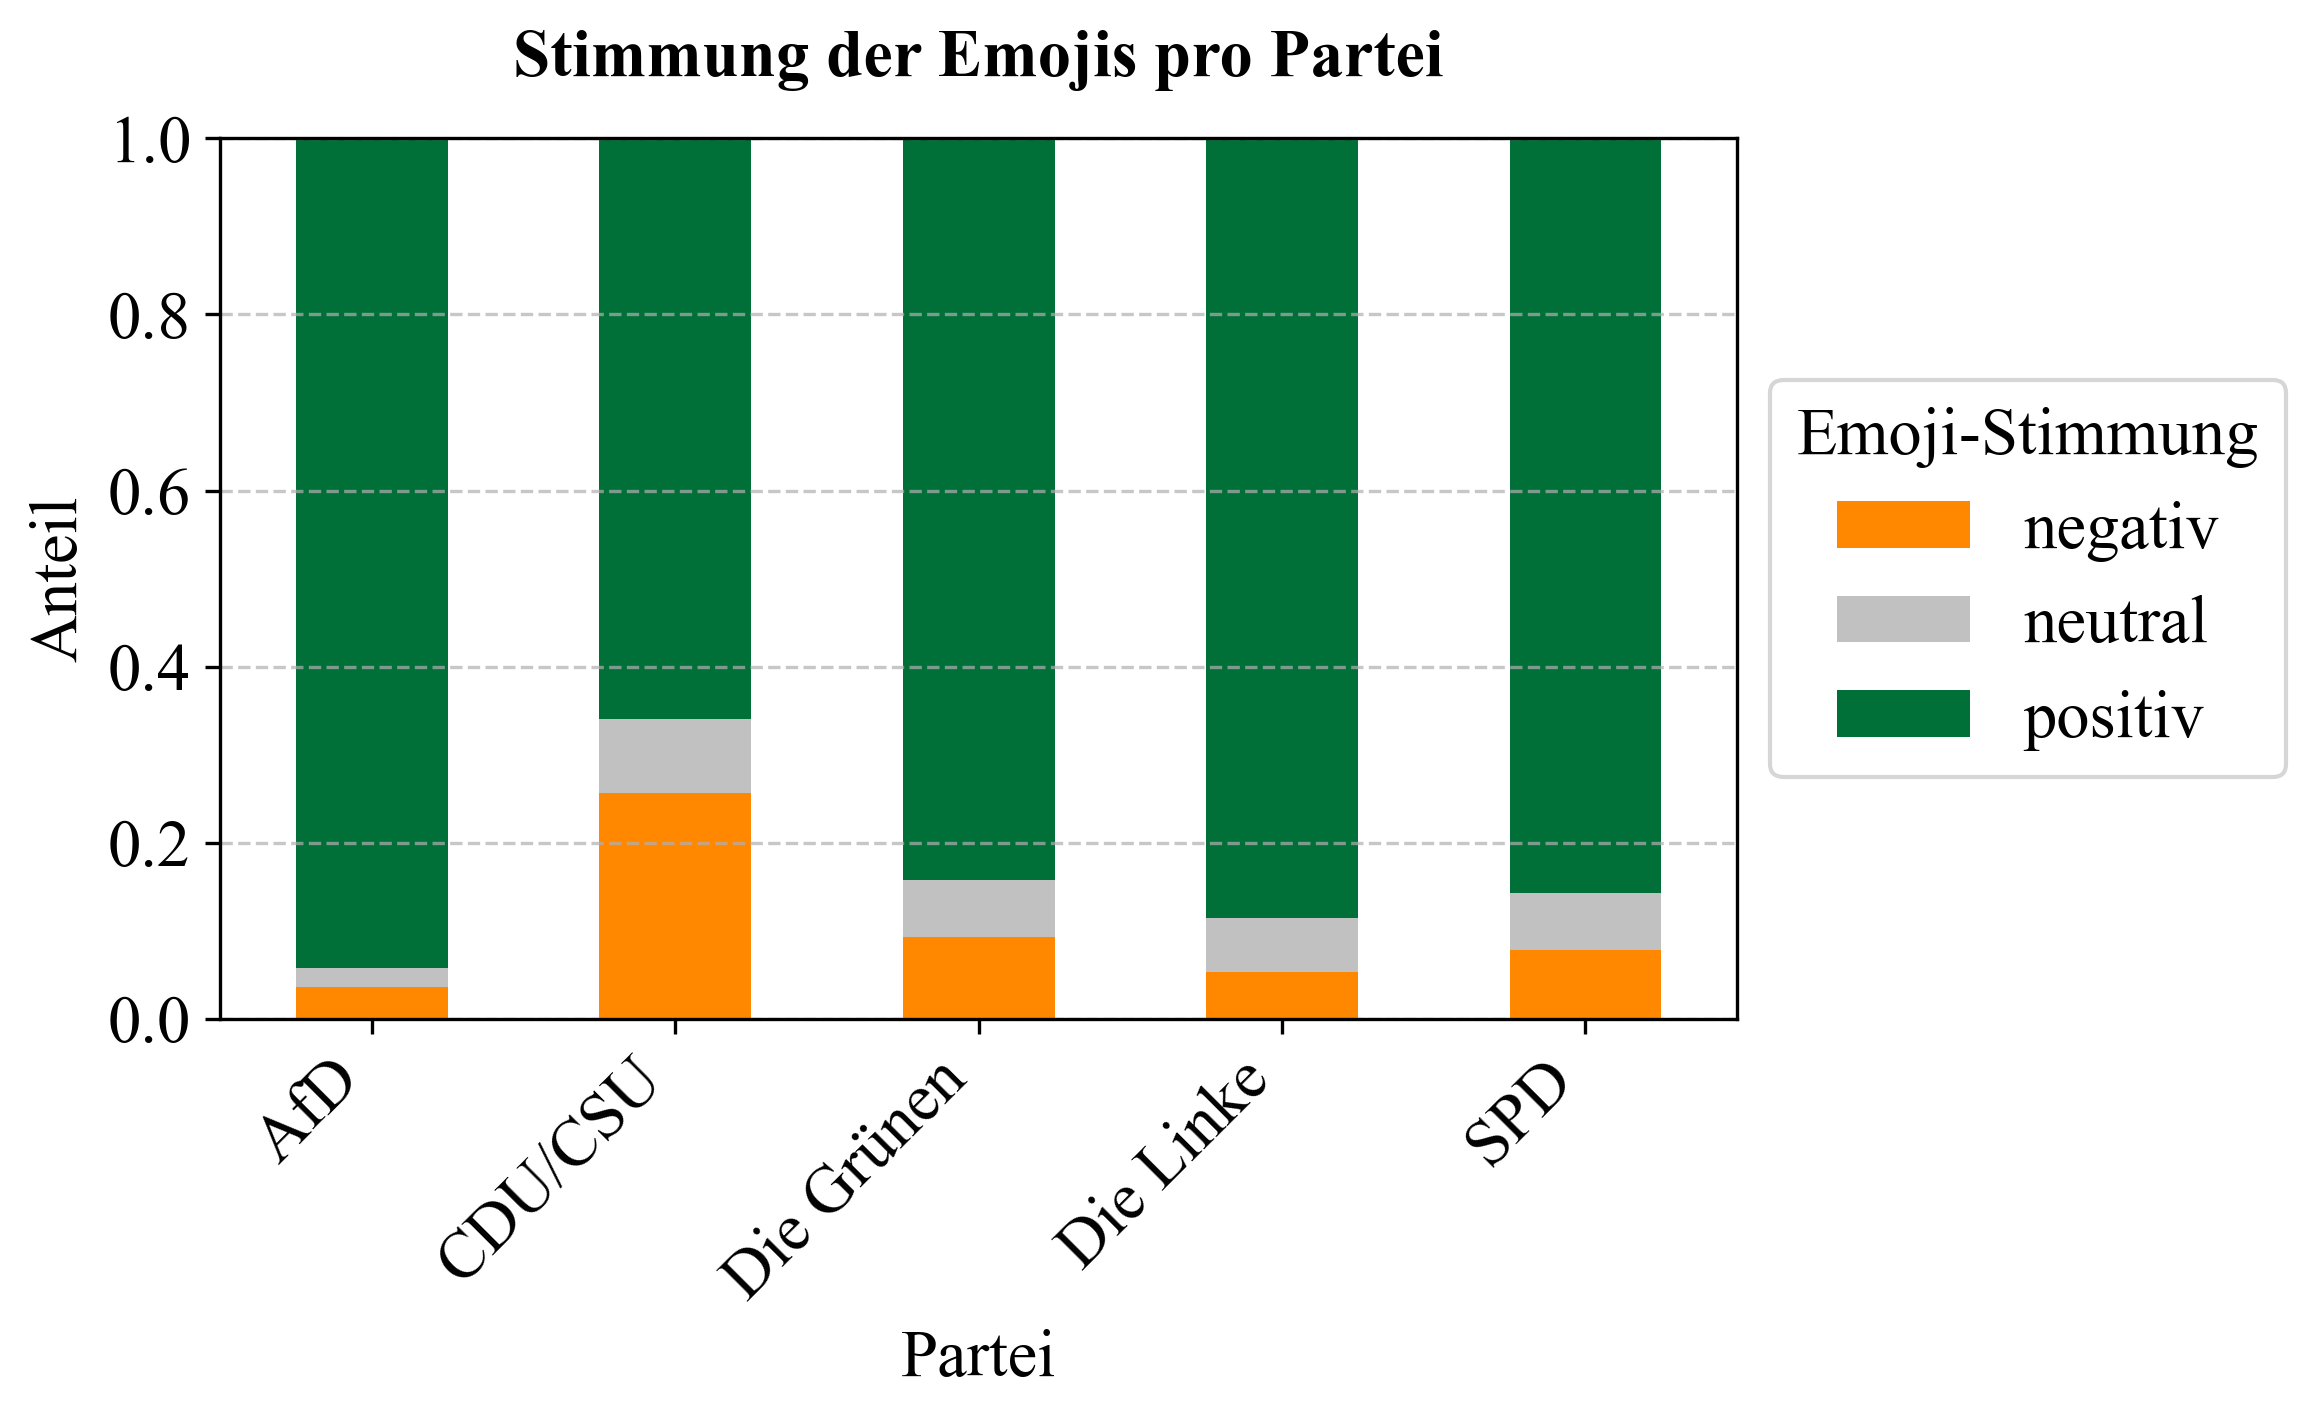 Stimmung der Emojis pro Partei
1.0
0.8
0.6
0.4
0.2
0.0
Anteil
AfD
CDU/CSU
Die Grünen
Die Linke
SPD
Partei
Emoji-Stimmung
negativ
neutral
positiv